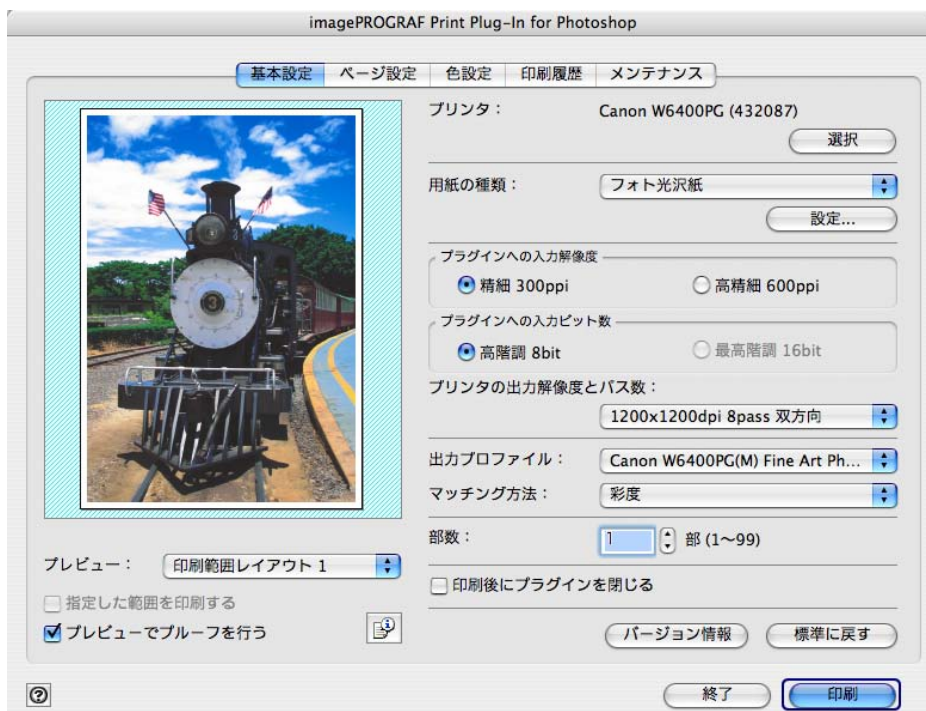 imagePROGRAF Print Plug-In for Photoshop
基本設定 ページ設定 色設定 印刷履歴 メンテナンス
プリンタ： Canon W6400PG (432087)
選択
用紙の種類： フォト光沢紙
設定...
プラグインへの入力解像度
精細 300ppi 高精細 600ppi
プラグインへの入力ビット数
高階調 8bit 最高階調 16bit
プリンタの出力解像度とパス数：
1200x1200dpi 8pass 双方向
出力プロファイル： Canon W6400PG(M) Fine Art Ph...
マッチング方法： 彩度
部数： 1 部 (1〜99)
印刷後にプラグインを閉じる
バージョン情報 標準に戻す
3
プレビュー： 印刷範囲レイアウト 1
指定した範囲を印刷する
プレビューでプルーフを行う
? 終了 印刷